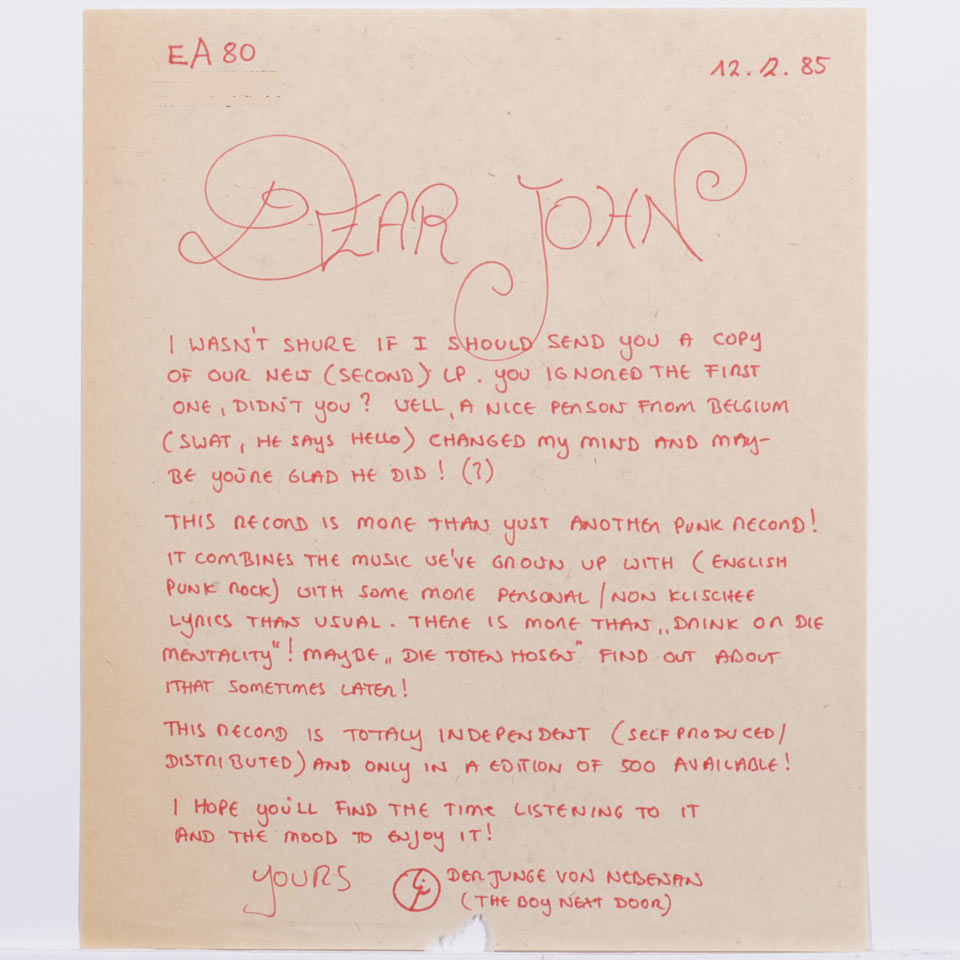 EA 80
12.2.85
DEAR JOHN
I WASN'T SHURE IF I SHOULD SEND YOU A COPY
OF OUR NEW (SECOND) LP. YOU IGNORED THE FIRST
ONE, DIDN'T YOU? WELL, A NICE PERSON FROM BELGIUM
(SWAT, HE SAYS HELLO) CHANGED MY MIND AND MAY-
BE YOU'RE GLAD HE DID! (?)
THIS RECORD IS MORE THAN YUST ANOTHER PUNK RECORD!
IT COMBINES THE MUSIC WE'VE GROWN UP WITH (ENGLISH
PUNK ROCK) WITH SOME MORE PERSONAL/NON KLISCHEE
LYRICS THAN USUAL. THERE IS MORE THAN „DRINK OR DIE
MENTALITY"! MAYBE „DIE TOTEN HOSEN" FIND OUT ABOUT
THAT SOMETIMES LATER!
THIS RECORD IS TOTALY INDEPENDENT (SELFPRODUCED/
DISTRIBUTED) AND ONLY IN A EDITION OF 500 AVAILABLE!
I HOPE YOU'LL FIND THE TIME LISTENING TO IT
AND THE MOOD TO ENJOY IT!
YOURS
DER JUNGE VON NEBENAN
(THE BOY NEXT DOOR)